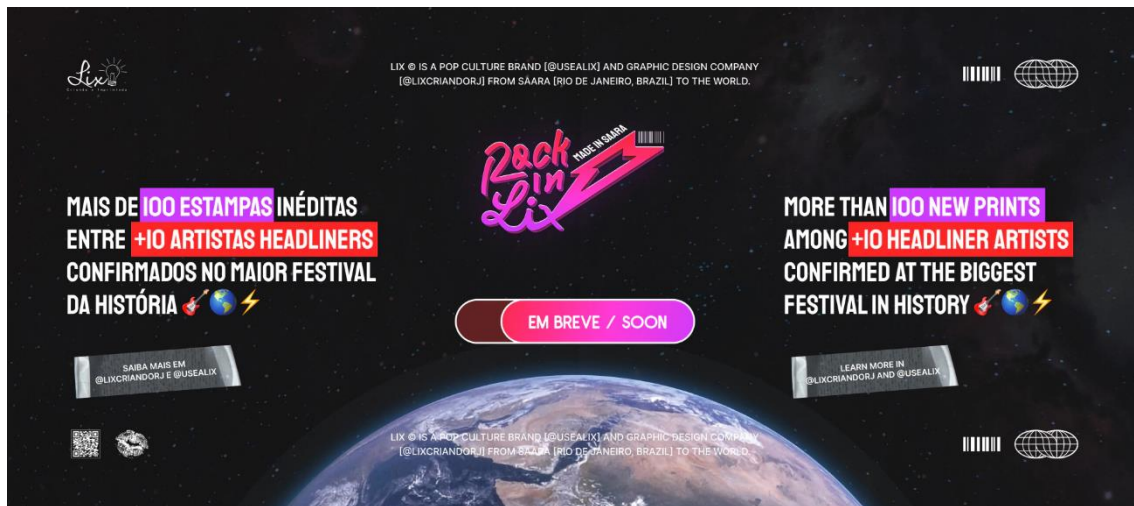 Lix
LIX © IS A POP CULTURE BRAND [@USEALIX] AND GRAPHIC DESIGN COMPANY
[@LIXCRIANDORJ] FROM SAARA [RIO DE JANEIRO, BRAZIL] TO THE WORLD.
Rock
in
Lix
MADE IN SAARA
MAIS DE 100 ESTAMPAS INÉDITAS
ENTRE +10 ARTISTAS HEADLINERS
CONFIRMADOS NO MAIOR FESTIVAL
DA HISTÓRIA 🎸🌎⚡
SAIBA MAIS EM
@LIXCRIANDORJ E @USEALIX
EM BREVE / SOON
MORE THAN 100 NEW PRINTS
AMONG +10 HEADLINER ARTISTS
CONFIRMED AT THE BIGGEST
FESTIVAL IN HISTORY 🎸🌎⚡
LEARN MORE IN
@LIXCRIANDORJ AND @USEALIX
LIX © IS A POP CULTURE BRAND [@USEALIX] AND GRAPHIC DESIGN COMPANY
[@LIXCRIANDORJ] FROM SAARA [RIO DE JANEIRO, BRAZIL] TO THE WORLD.